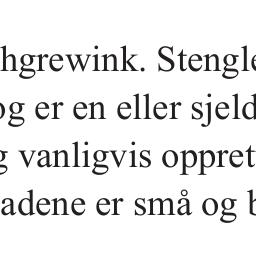 hgrewink. Stengle
og er en eller sjeld
g vanligvis oppret
adene er små og b